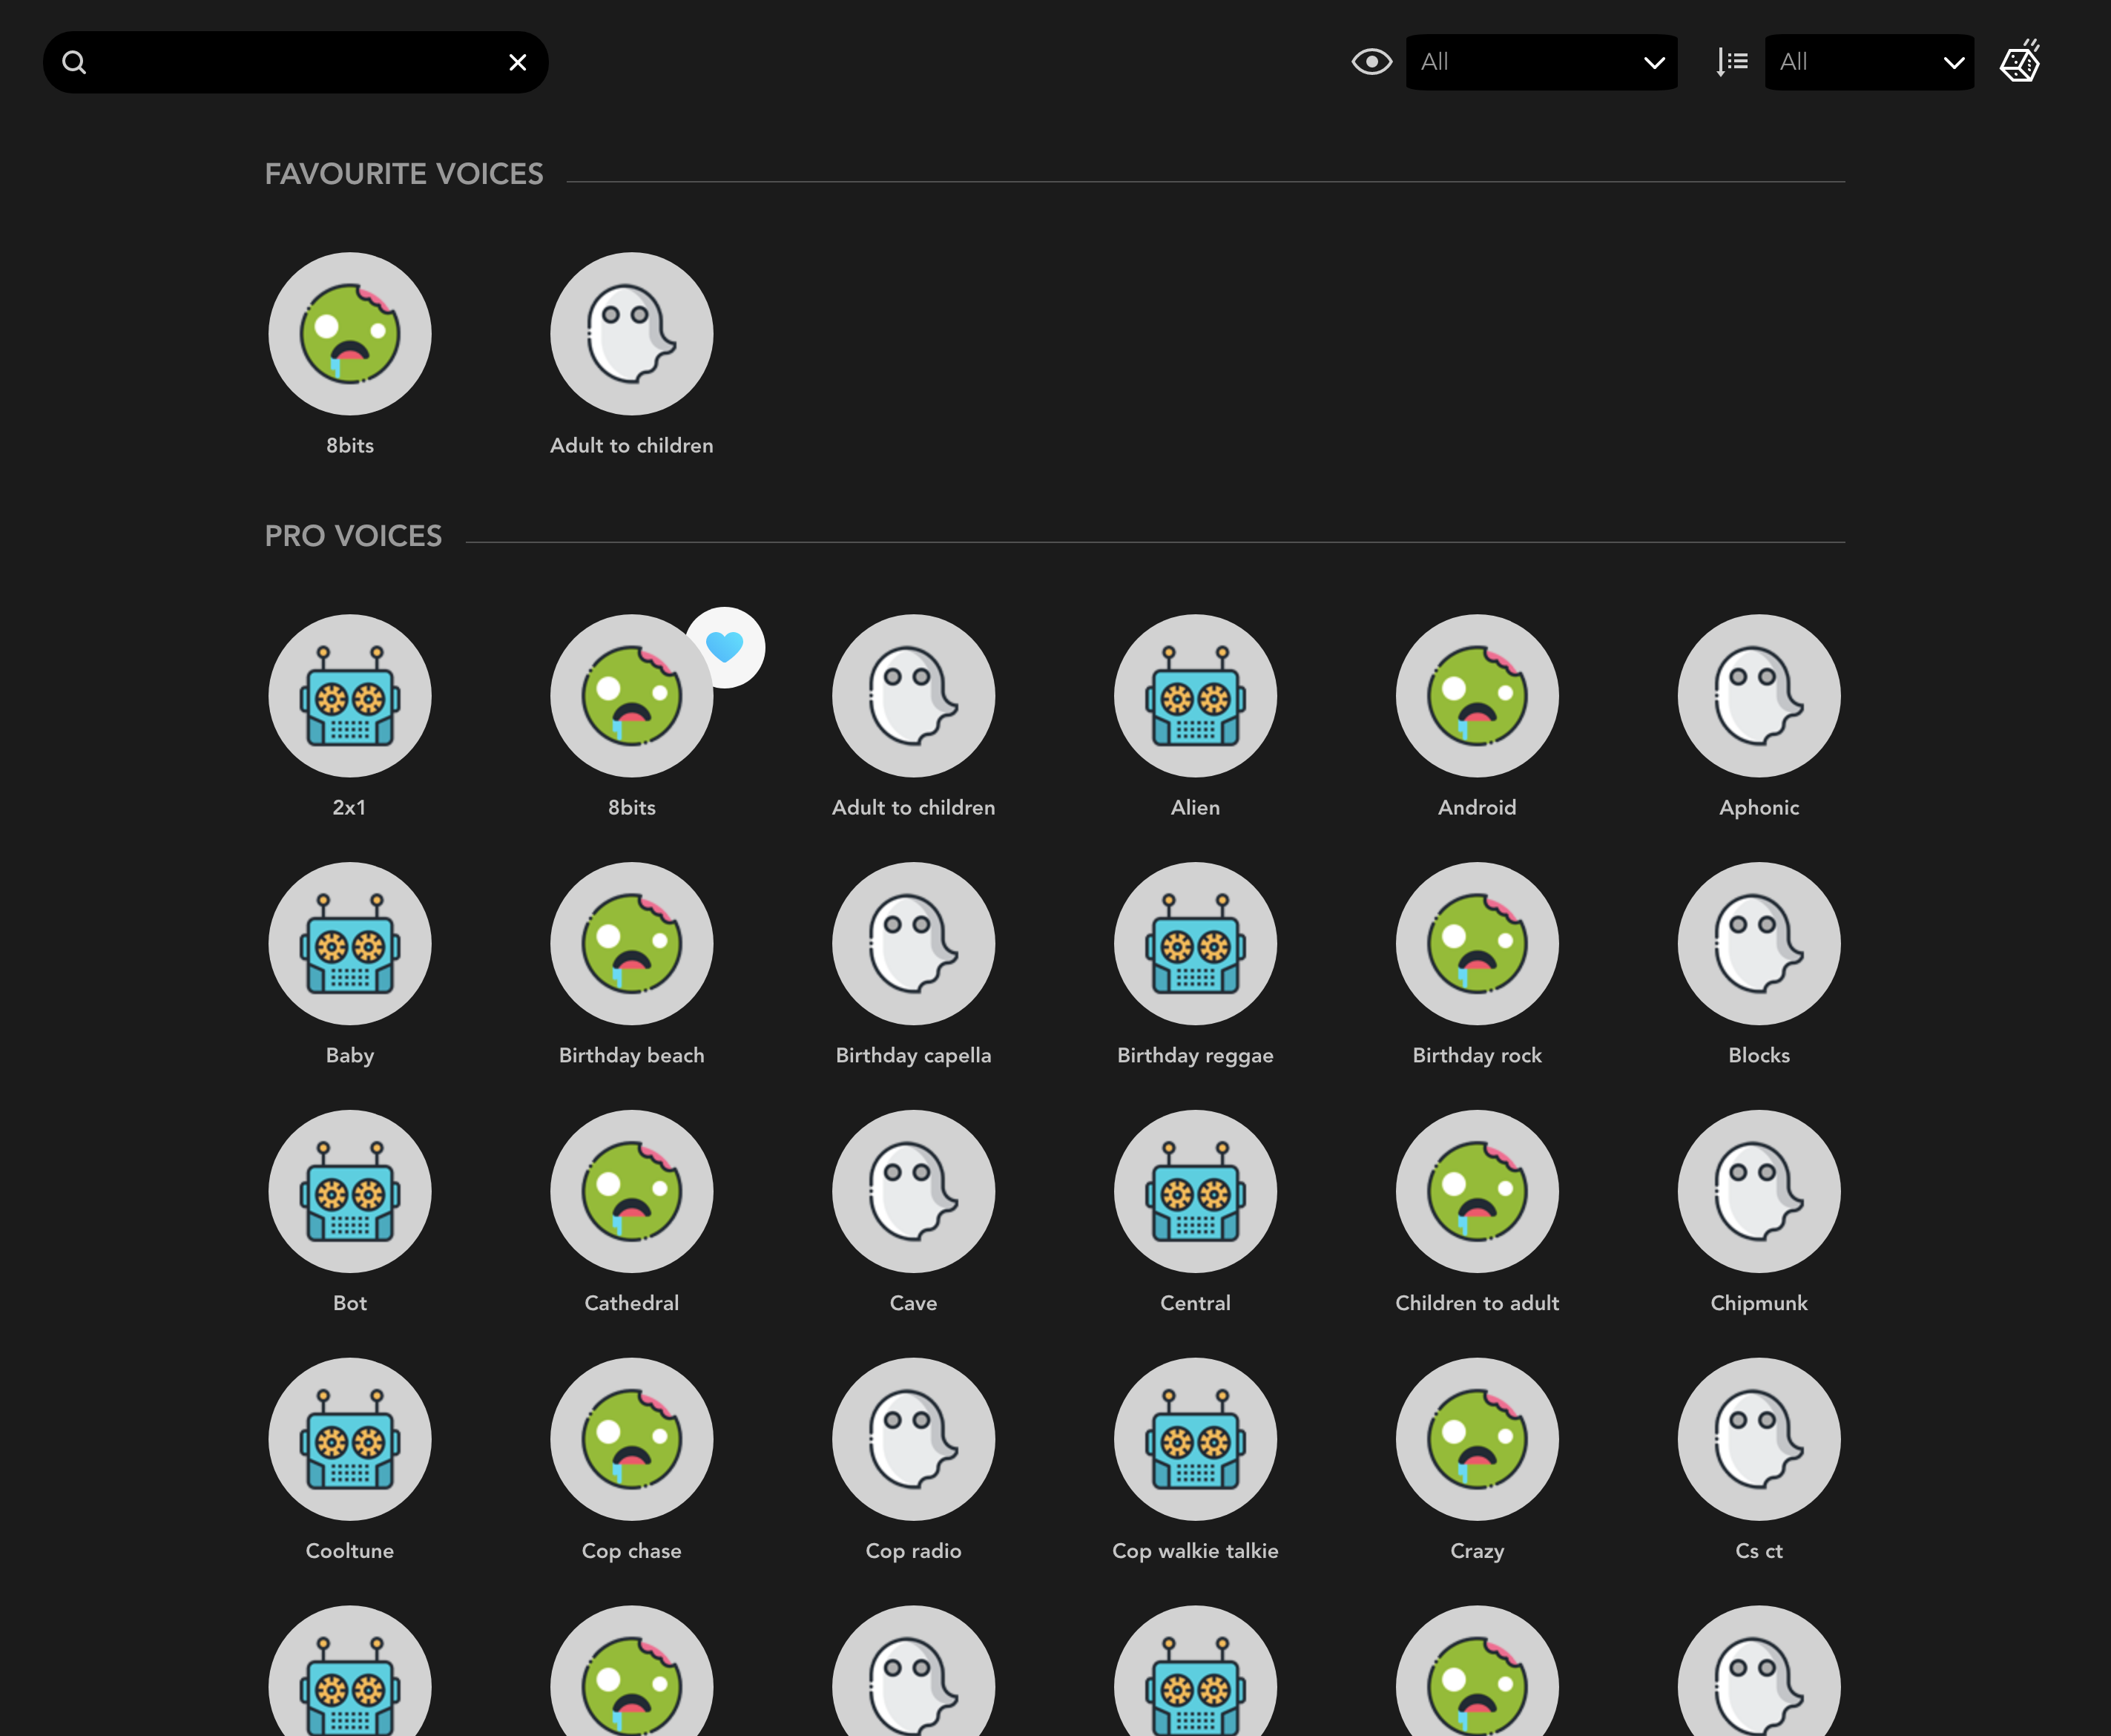 All
All
FAVOURITE VOICES
8bits
Adult to children
PRO VOICES
2x1
8bits
Adult to children
Alien
Android
Aphonic
Baby
Birthday beach
Birthday capella
Birthday reggae
Birthday rock
Blocks
Bot
Cathedral
Cave
Central
Children to adult
Chipmunk
Cooltune
Cop chase
Cop radio
Cop walkie talkie
Crazy
Cs ct